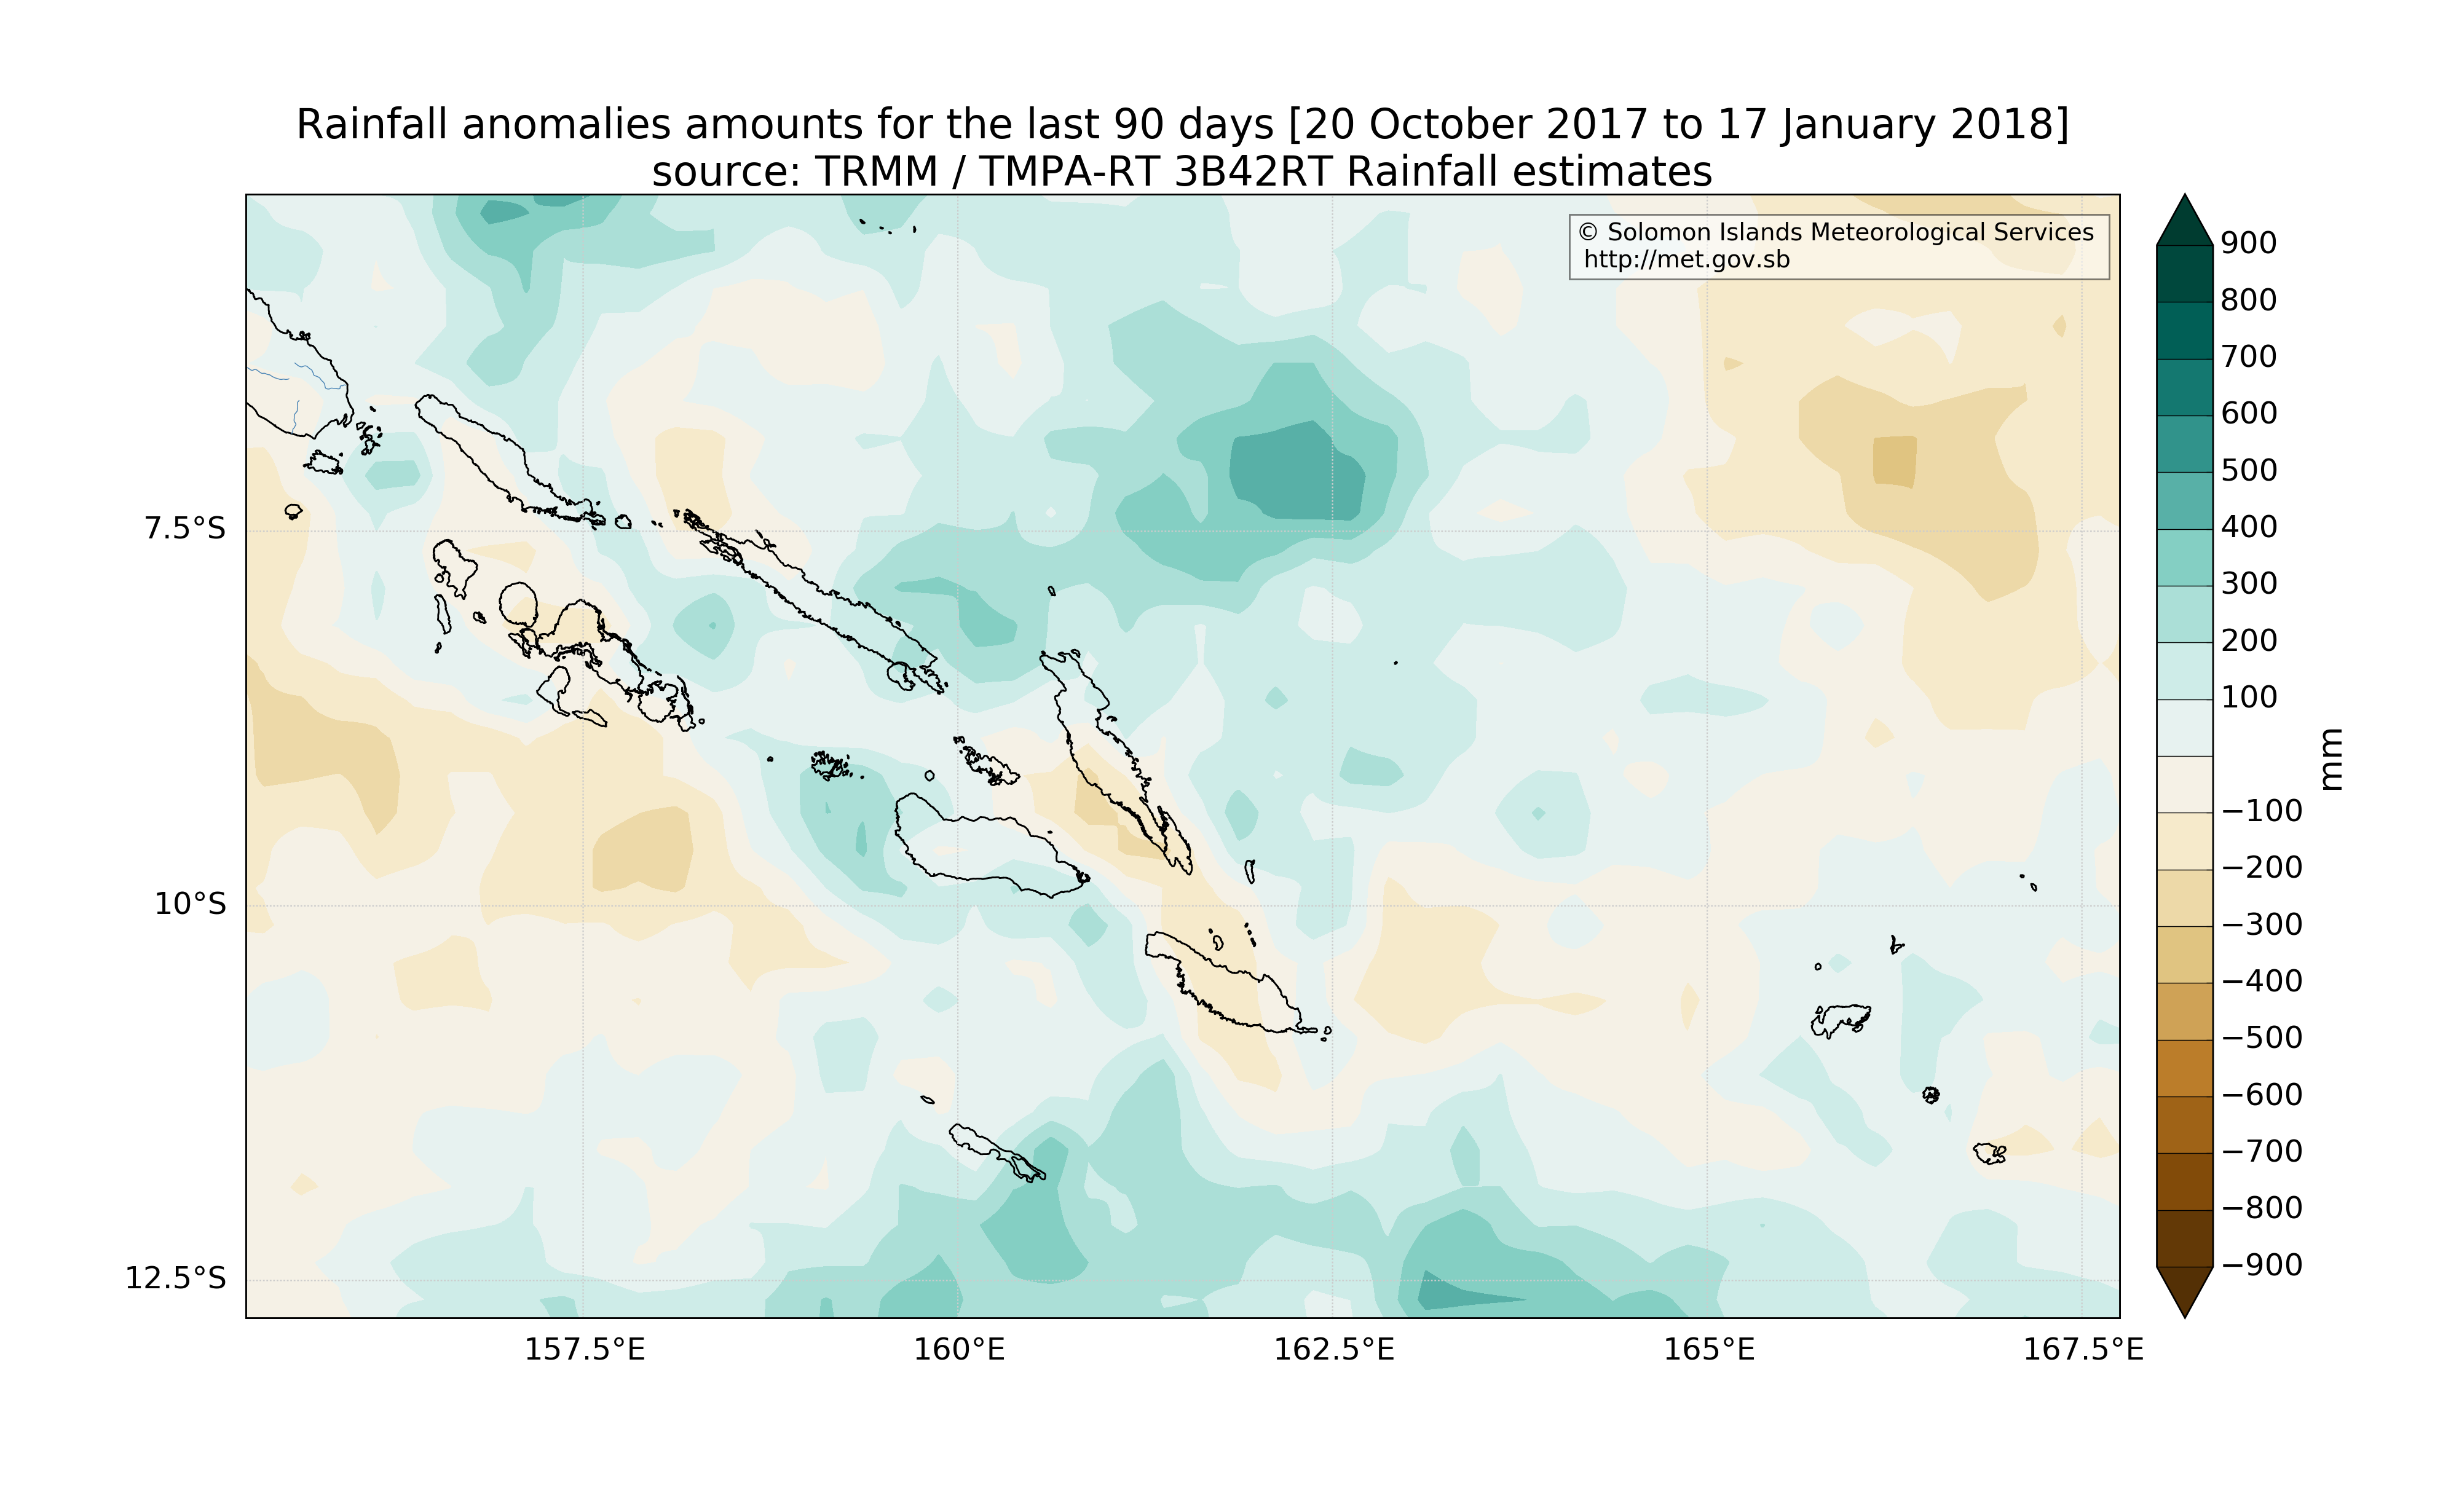 Rainfall anomalies amounts for the last 90 days [20 October 2017 to 17 January 2018]
source: TRMM / TMPA-RT 3B42RT Rainfall estimates
© Solomon Islands Meteorological Services
http://met.gov.sb
7.5°S
10°S
12.5°S
157.5°E
160°E
162.5°E
165°E
167.5°E
900
800
700
600
500
400
300
200
100
−100
−200
−300
−400
−500
−600
−700
−800
−900
mm